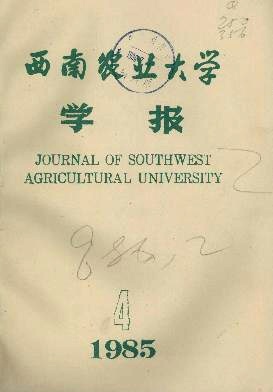 西南农业大学
学报
JOURNAL OF SOUTHWEST
AGRICULTURAL UNIVERSITY
4
1985